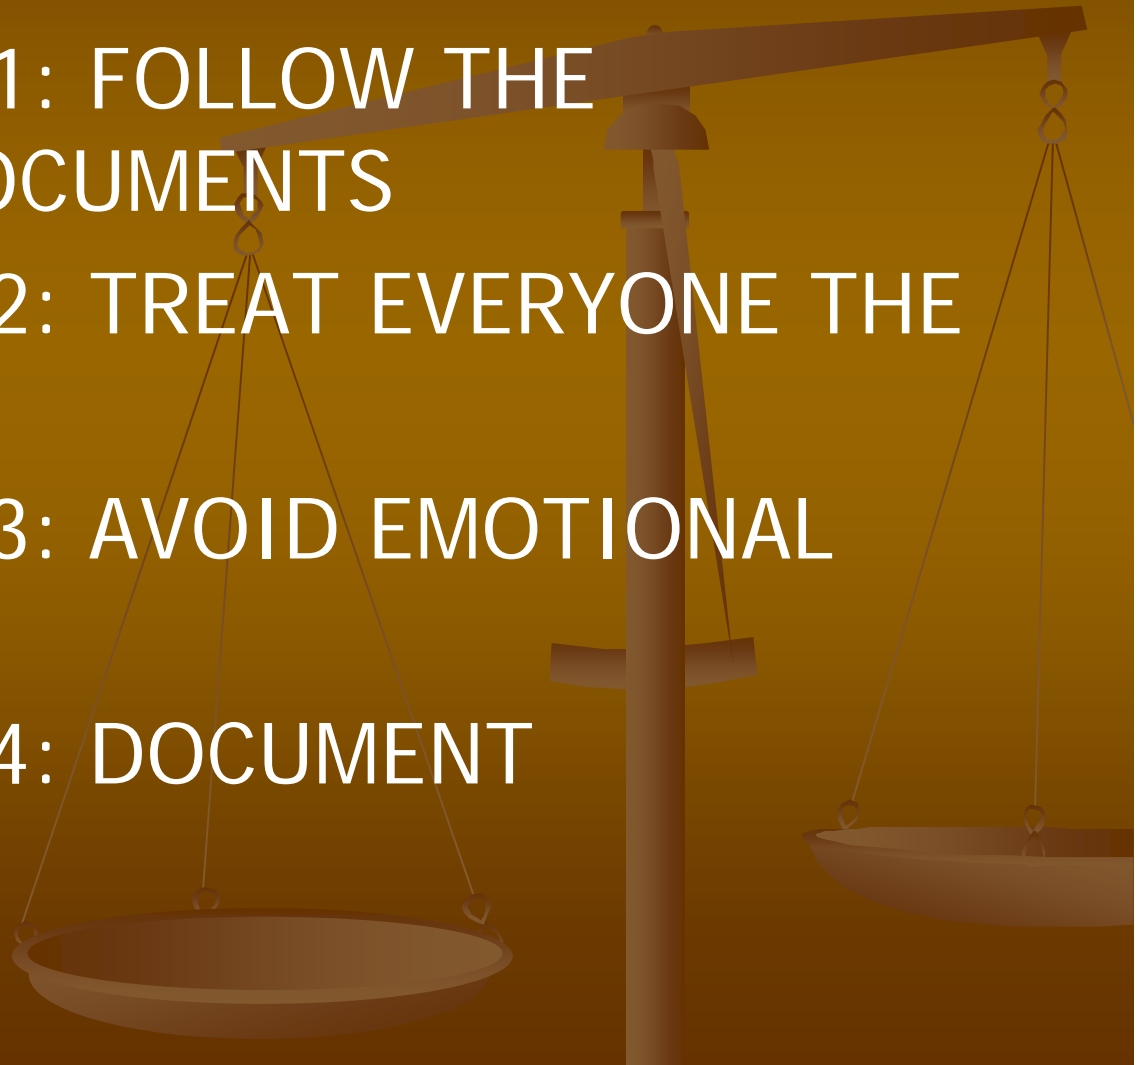 1: FOLLOW THE
OCUMENTS
2: TREAT EVERYONE THE
3: AVOID EMOTIONAL
4: DOCUMENT